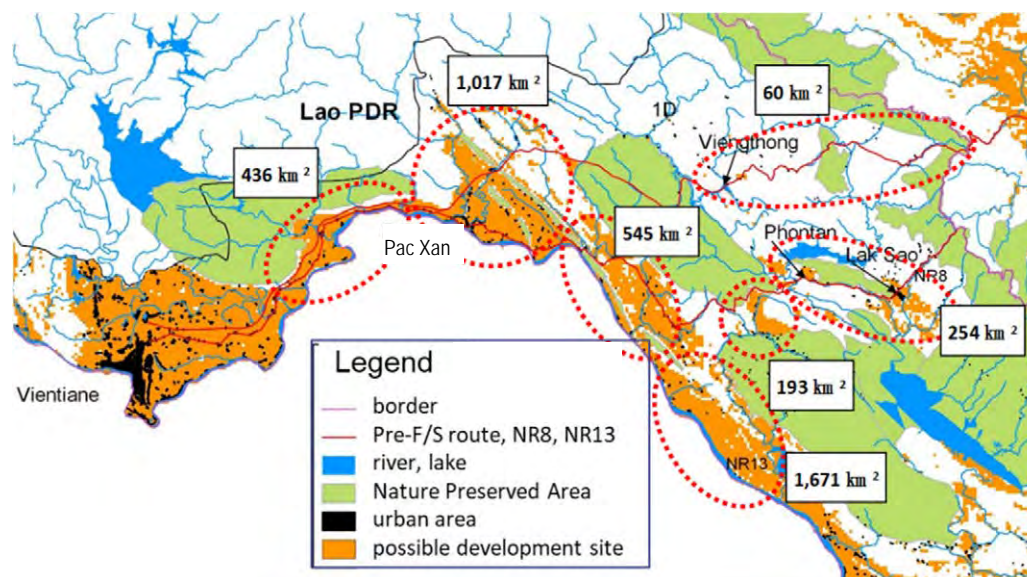 1,017 km ²
60 km ²
Lao PDR
1D
Viengthong
436 km ²
Pac Xan
545 km ²
Phontan
Lak Sao
NR8
254 km ²
193 km ²
Vientiane
NR13
1,671 km ²
Legend
border
Pre-F/S route, NR8, NR13
river, lake
Nature Preserved Area
urban area
possible development site